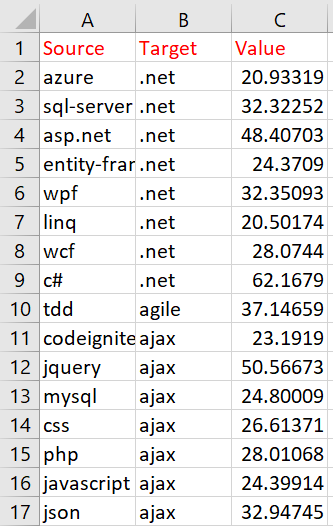 A B C
1 Source Target Value
2 azure .net 20.93319
3 sql-server .net 32.32252
4 asp.net .net 48.40703
5 entity-frar .net 24.3709
6 wpf .net 32.35093
7 linq .net 20.50174
8 wcf .net 28.0744
9 c# .net 62.1679
10 tdd agile 37.14659
11 codeignite ajax 23.1919
12 jquery ajax 50.56673
13 mysql ajax 24.80009
14 css ajax 26.61371
15 php ajax 28.01068
16 javascript ajax 24.39914
17 json ajax 32.94745